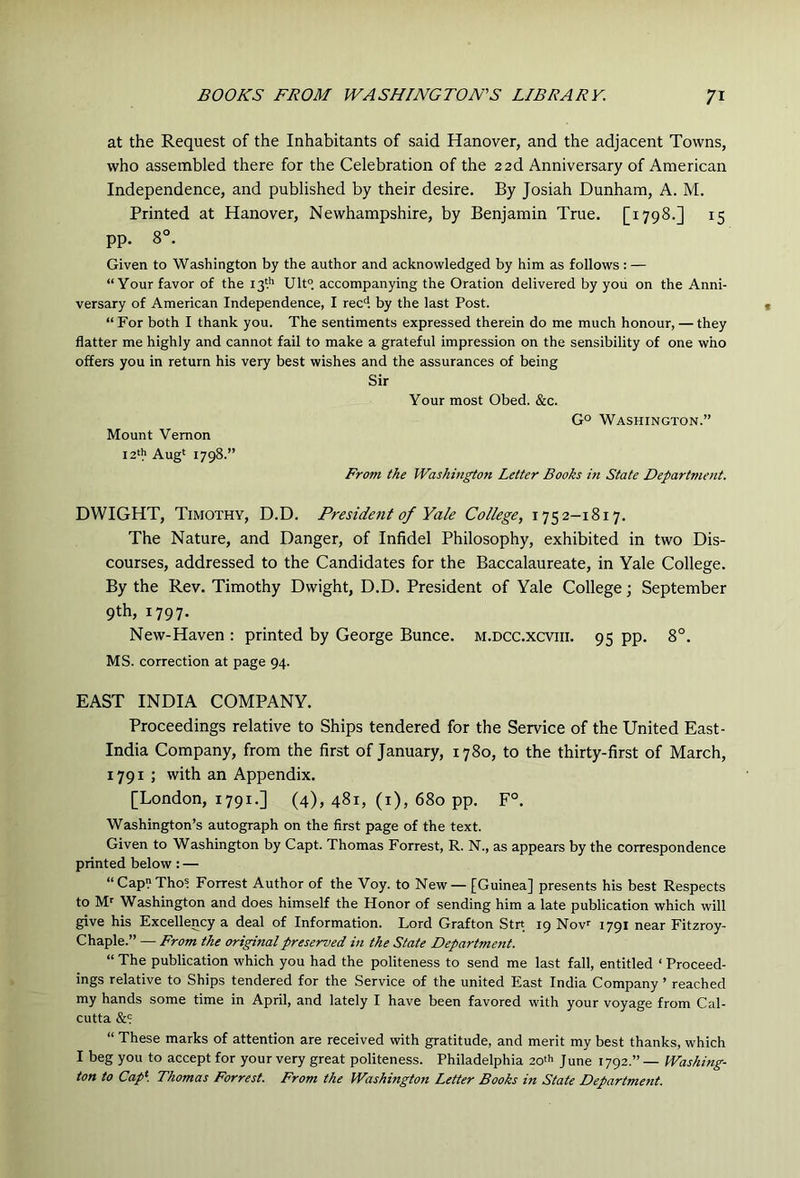 BOOKS FROM WASHINGTON'S LIBRARY. 71
at the Request of the Inhabitants of said Hanover, and the adjacent Towns,
who assembled there for the Celebration of the 22d Anniversary of American
Independence, and published by their desire. By Josiah Dunham, A. M.
Printed at Hanover, Newhampshire, by Benjamin True. [1798.] 15
pp. 8°.
Given to Washington by the author and acknowledged by him as follows : —
“Your favor of the 13th Ulto accompanying the Oration delivered by you on the Anni-
versary of American Independence, I recd by the last Post.
“For both I thank you. The sentiments expressed therein do me much honour, — they
flatter me highly and cannot fail to make a grateful impression on the sensibility of one who
offers you in return his very best wishes and the assurances of being
Sir
Your most Obed. &c.
Go WASHINGTON.”
Mount Vernon
12th Augt 1798.”
From the Washington Letter Books in State Department.
DWIGHT, TIMOTHY, D.D. President of Yale College, 1752–1817.
The Nature, and Danger, of Infidel Philosophy, exhibited in two Dis-
courses, addressed to the Candidates for the Baccalaureate, in Yale College.
By the Rev. Timothy Dwight, D.D. President of Yale College; September
9th, 1797.
New-Haven : printed by George Bunce. M.DCC.XCVIII. 95 pp. 8°.
MS. correction at page 94.
EAST INDIA COMPANY.
Proceedings relative to Ships tendered for the Service of the United East-
India Company, from the first of January, 1780, to the thirty-first of March,
1791 ; with an Appendix.
[London, 1791.] (4), 481, (1), 680 pp. F°.
Washington's autograph on the first page of the text.
Given to Washington by Capt. Thomas Forrest, R. N., as appears by the correspondence
printed below : —
“Capn Thos Forrest Author of the Voy. to New — [Guinea] presents his best Respects
to Mr Washington and does himself the Honor of sending him a late publication which will
give his Excellency a deal of Information. Lord Grafton Strt 19 Novr 1791 near Fitzroy-
Chaple.” — From the original preserved in the State Department.
“The publication which you had the politeness to send me last fall, entitled ‘Proceed-
ings relative to Ships tendered for the Service of the united East India Company’ reached
my hands some time in April, and lately I have been favored with your voyage from Cal-
cutta &c
“These marks of attention are received with gratitude, and merit my best thanks, which
I beg you to accept for your very great politeness. Philadelphia 20th June 1792.” — Washing-
ton to Capt Thomas Forrest. From the Washington Letter Books in State Department.